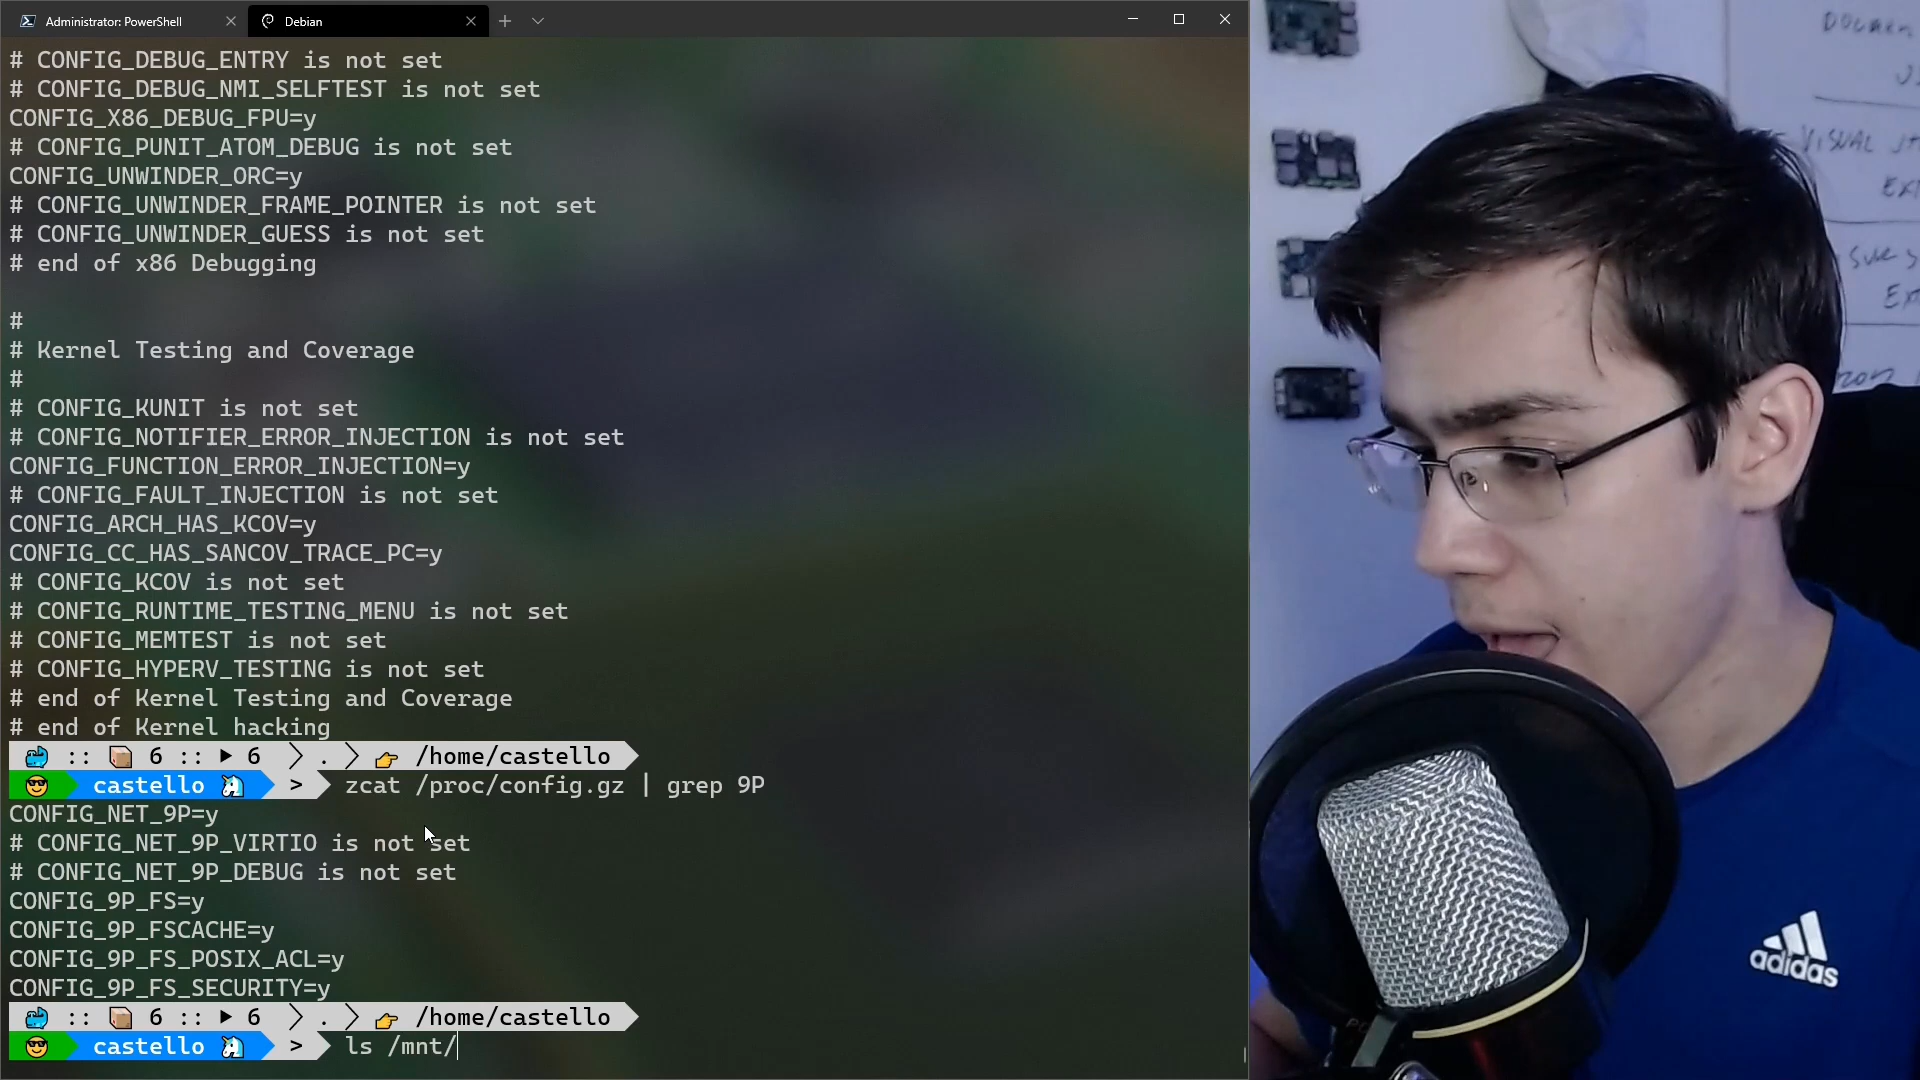 Administrator: PowerShell
Debian
# CONFIG_DEBUG_ENTRY is not set
# CONFIG_DEBUG_NMI_SELFTEST is not set
CONFIG_X86_DEBUG_FPU=y
# CONFIG_PUNIT_ATOM_DEBUG is not set
CONFIG_UNWINDER_ORC=y
# CONFIG_UNWINDER_FRAME_POINTER is not set
# CONFIG_UNWINDER_GUESS is not set
# end of x86 Debugging
#
# Kernel Testing and Coverage
#
# CONFIG_KUNIT is not set
# CONFIG_NOTIFIER_ERROR_INJECTION is not set
CONFIG_FUNCTION_ERROR_INJECTION=y
# CONFIG_FAULT_INJECTION is not set
CONFIG_ARCH_HAS_KCOV=y
CONFIG_CC_HAS_SANCOV_TRACE_PC=y
# CONFIG_KCOV is not set
# CONFIG_RUNTIME_TESTING_MENU is not set
# CONFIG_MEMTEST is not set
# CONFIG_HYPERV_TESTING is not set
# end of Kernel Testing and Coverage
# end of Kernel hacking
🐳 :: 📦 6 :: ▶ 6 > . > 👉 /home/castello
😎 castello 🦄 > zcat /proc/config.gz | grep 9P
CONFIG_NET_9P=y
# CONFIG_NET_9P_VIRTIO is not set
# CONFIG_NET_9P_DEBUG is not set
CONFIG_9P_FS=y
CONFIG_9P_FSCACHE=y
CONFIG_9P_FS_POSIX_ACL=y
CONFIG_9P_FS_SECURITY=y
🐳 :: 📦 6 :: ▶ 6 > . > 👉 /home/castello
😎 castello 🦄 > ls /mnt/
VISUAL
adidas